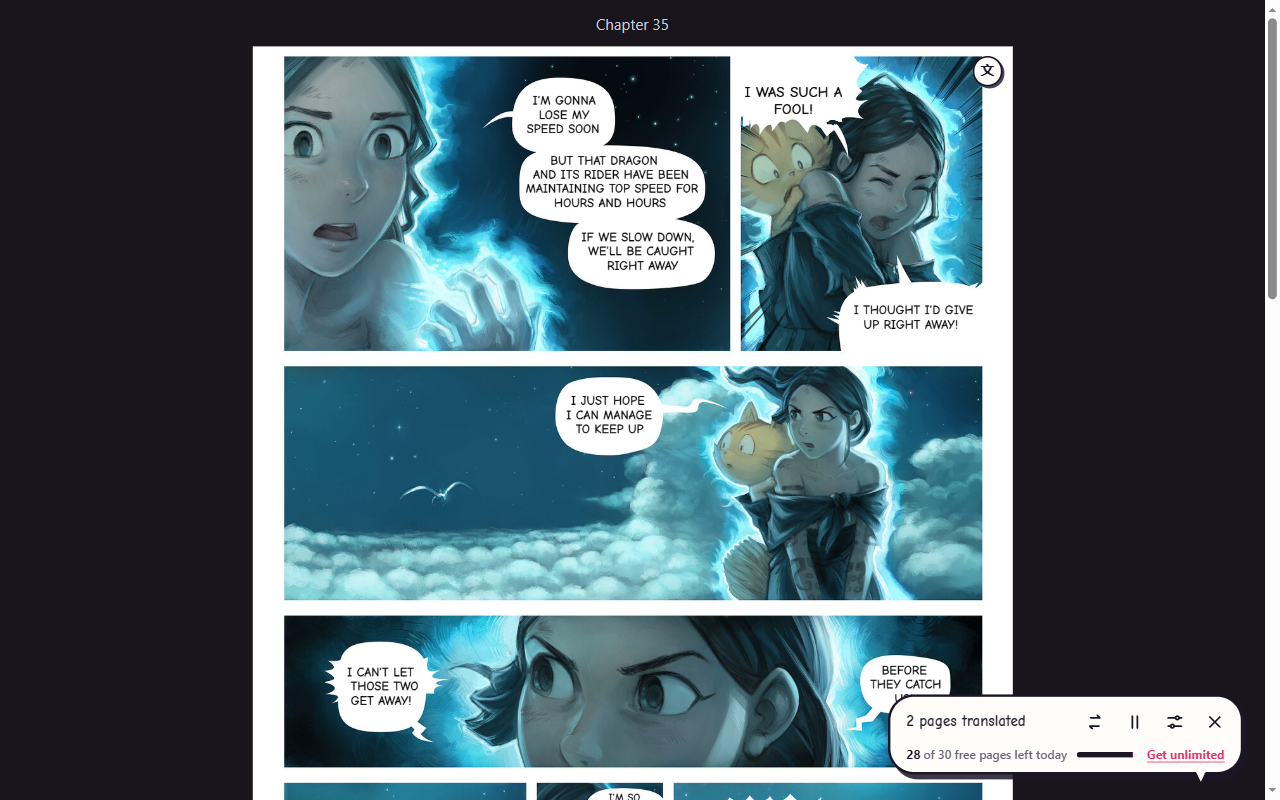 Chapter 35
文
I'M GONNA
LOSE MY
SPEED SOON
BUT THAT DRAGON
AND ITS RIDER HAVE BEEN
MAINTAINING TOP SPEED FOR
HOURS AND HOURS
IF WE SLOW DOWN,
WE'LL BE CAUGHT
RIGHT AWAY
I WAS SUCH A
FOOL!
I THOUGHT I'D GIVE
UP RIGHT AWAY!
I JUST HOPE
I CAN MANAGE
TO KEEP UP
I CAN'T LET
THOSE TWO
GET AWAY!
BEFORE
THEY CATCH
I'M SO
2 pages translated
28 of 30 free pages left today
Get unlimited